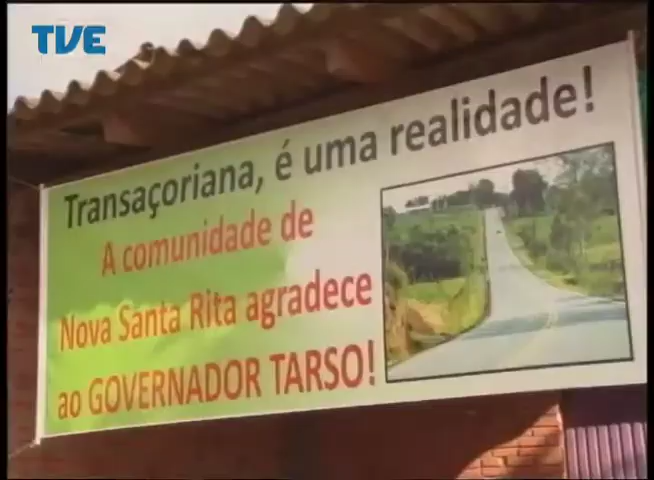 TVE
Transaçoriana, é uma realidade!
A comunidade de
Nova Santa Rita agradece
ao GOVERNADOR TARSO!